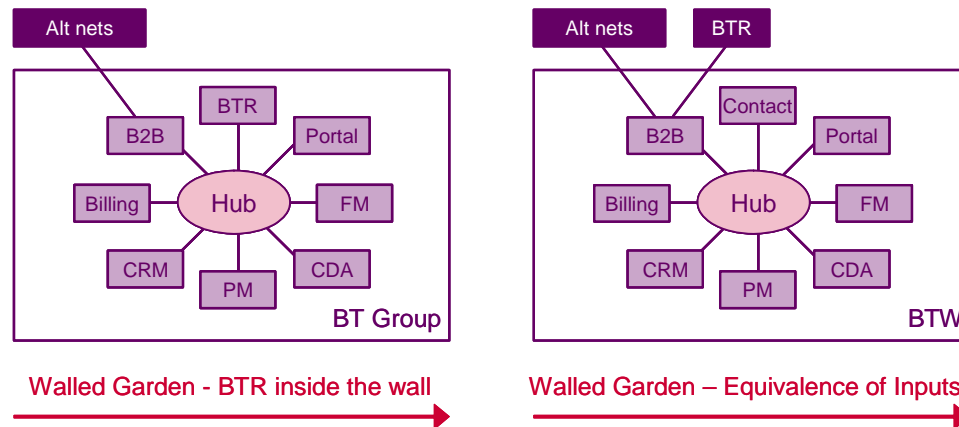 Alt nets
BTR
B2B
Portal
Billing
Hub
FM
CRM
CDA
PM
BT Group
Walled Garden - BTR inside the wall
Alt nets
BTR
Contact
B2B
Portal
Billing
Hub
FM
CRM
CDA
PM
BTW
Walled Garden – Equivalence of Inputs